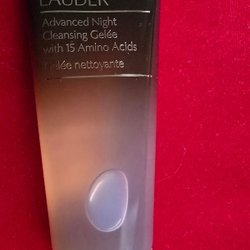 LAUDER
Advanced Night
Cleansing Gelée
with 15 Amino Acids
Gelée nettoyante